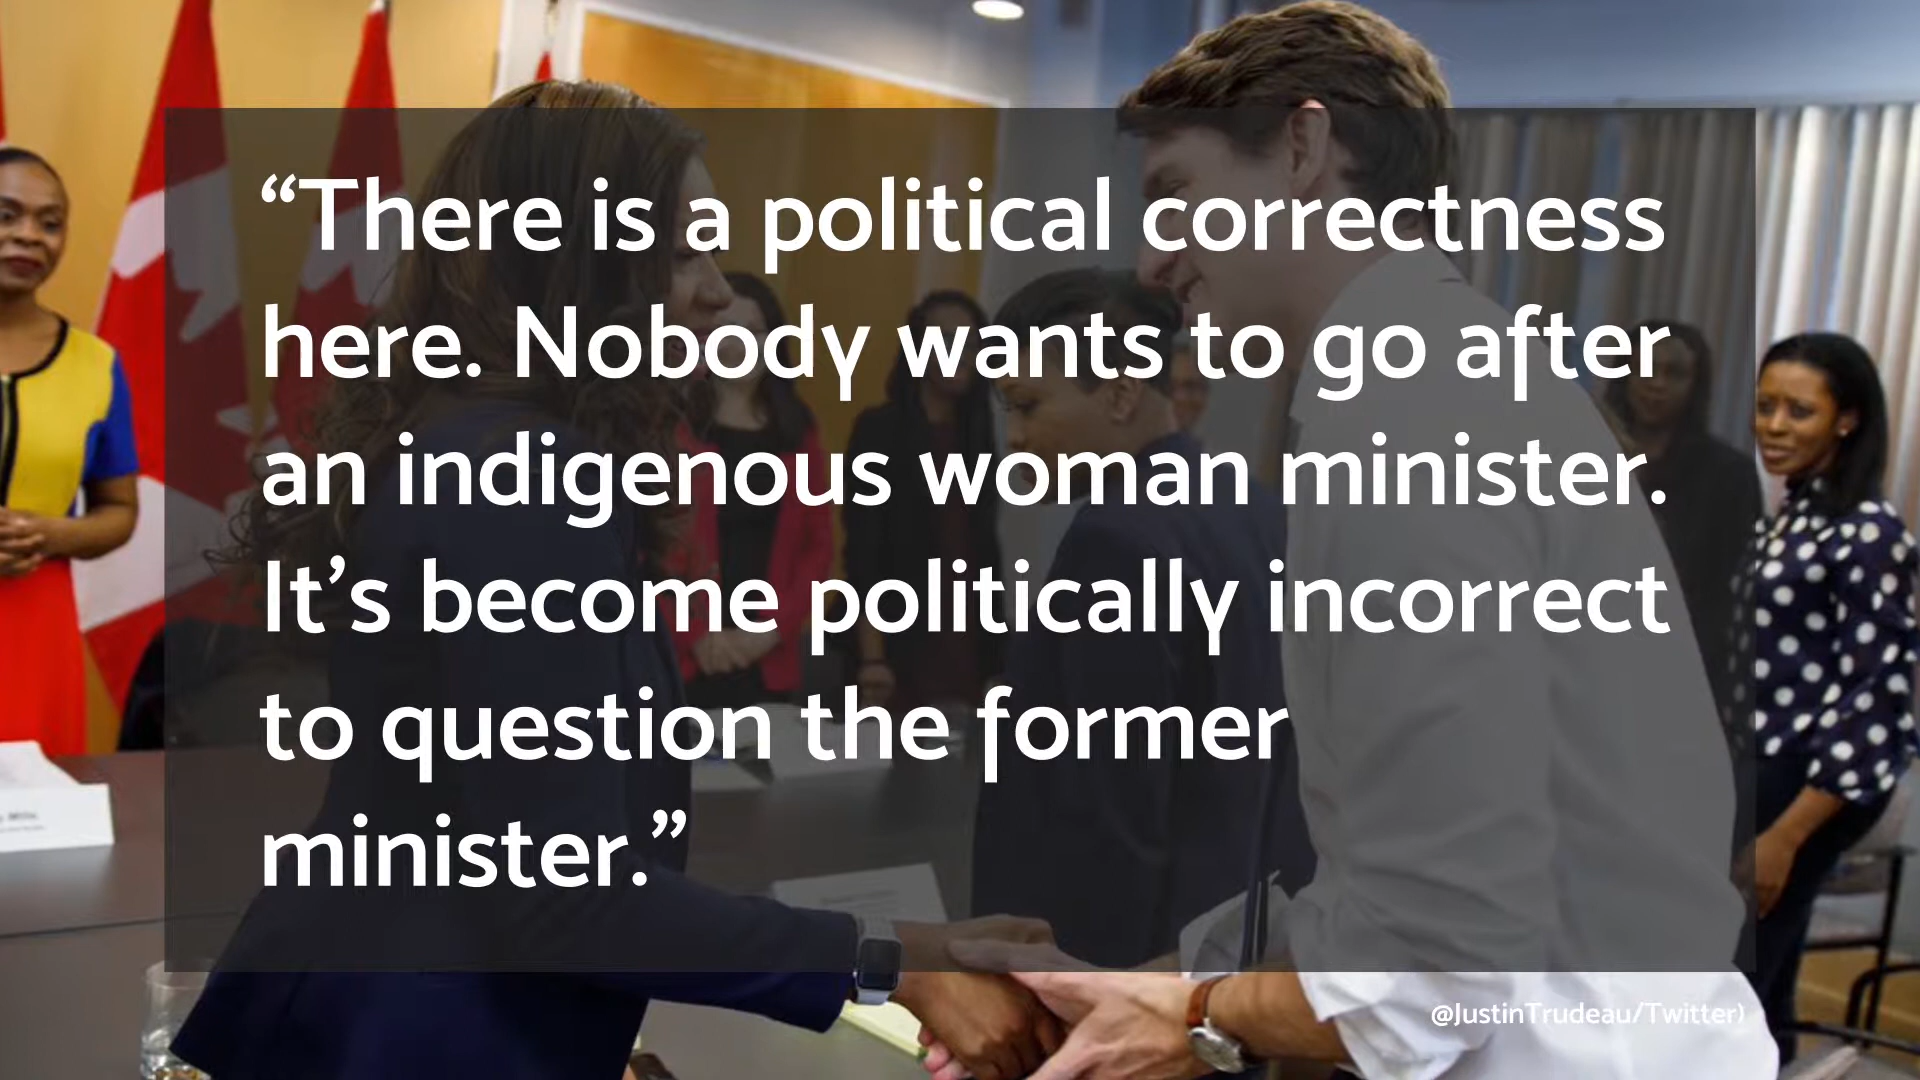 “There is a political correctness
here. Nobody wants to go after
an indigenous woman minister.
It’s become politically incorrect
to question the former
minister.”
@JustinTrudeau/Twitter)